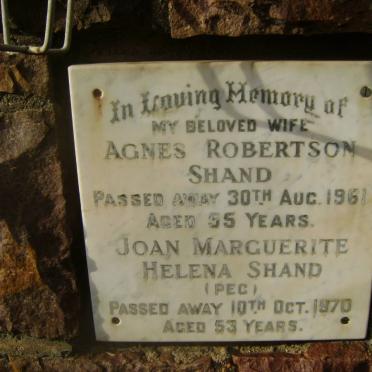 In Loving Memory of
MY BELOVED WIFE
AGNES ROBERTSON
SHAND
PASSED AWAY 30TH AUG. 1961
AGED 55 YEARS.
JOAN MARGUERITE
HELENA SHAND
(PEG)
PASSED AWAY 10TH OCT. 1970
AGED 53 YEARS.